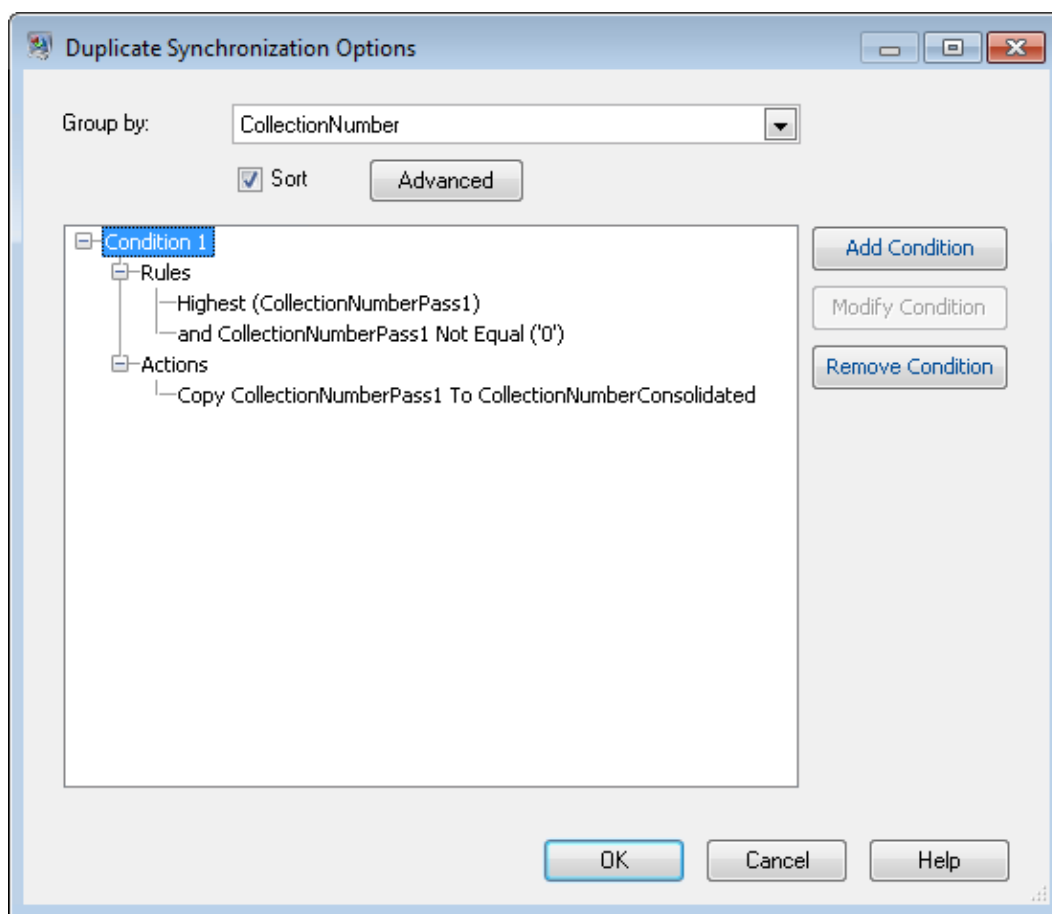 Duplicate Synchronization Options
Group by:
CollectionNumber
Sort
Advanced
Condition 1
Rules
Highest (CollectionNumberPass1)
and CollectionNumberPass1 Not Equal ('0')
Actions
Copy CollectionNumberPass1 To CollectionNumberConsolidated
Add Condition
Modify Condition
Remove Condition
OK
Cancel
Help